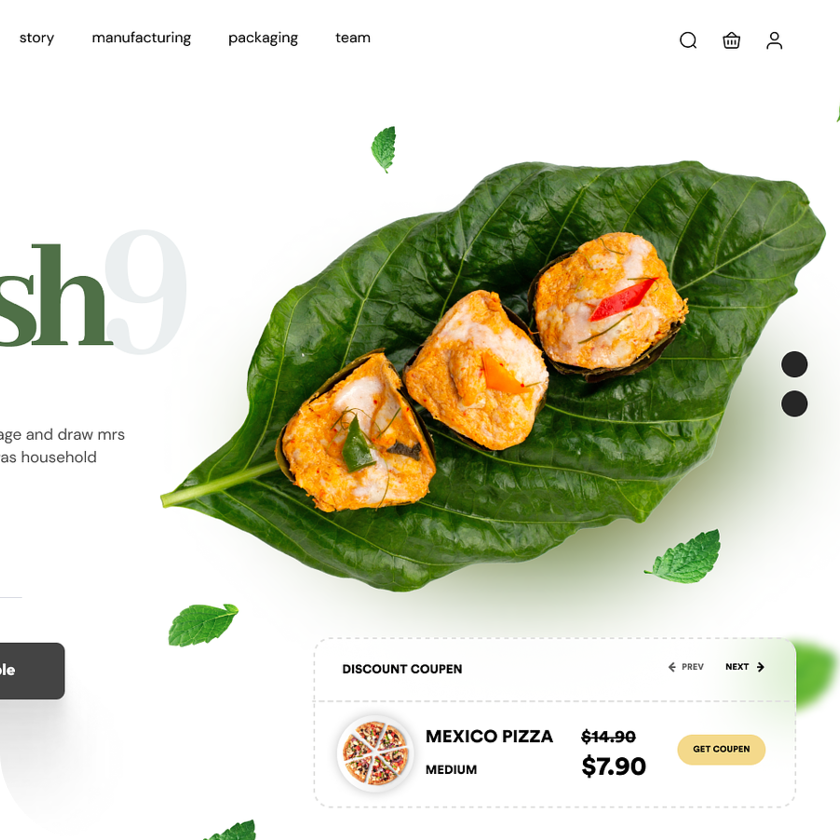 story manufacturing packaging team
sh9
age and draw mrs
as household
ble
DISCOUNT COUPEN
PREV NEXT
MEXICO PIZZA $14.90
MEDIUM $7.90
GET COUPEN